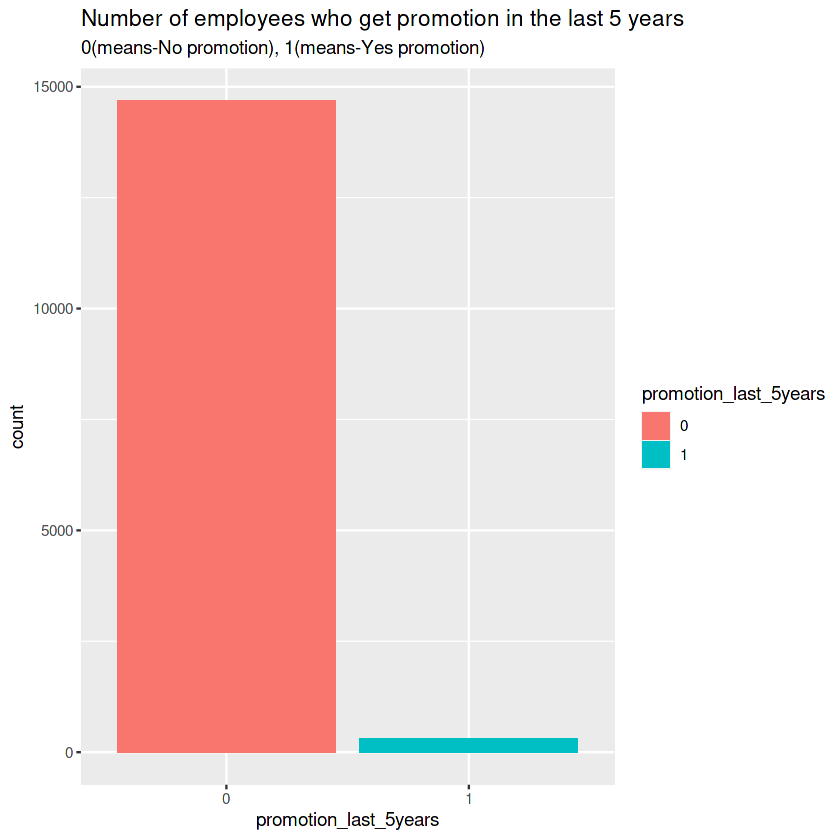 Number of employees who get promotion in the last 5 years
0(means-No promotion), 1(means-Yes promotion)
15000
10000
5000
0
count
0
1
promotion_last_5years
promotion_last_5years
0
1